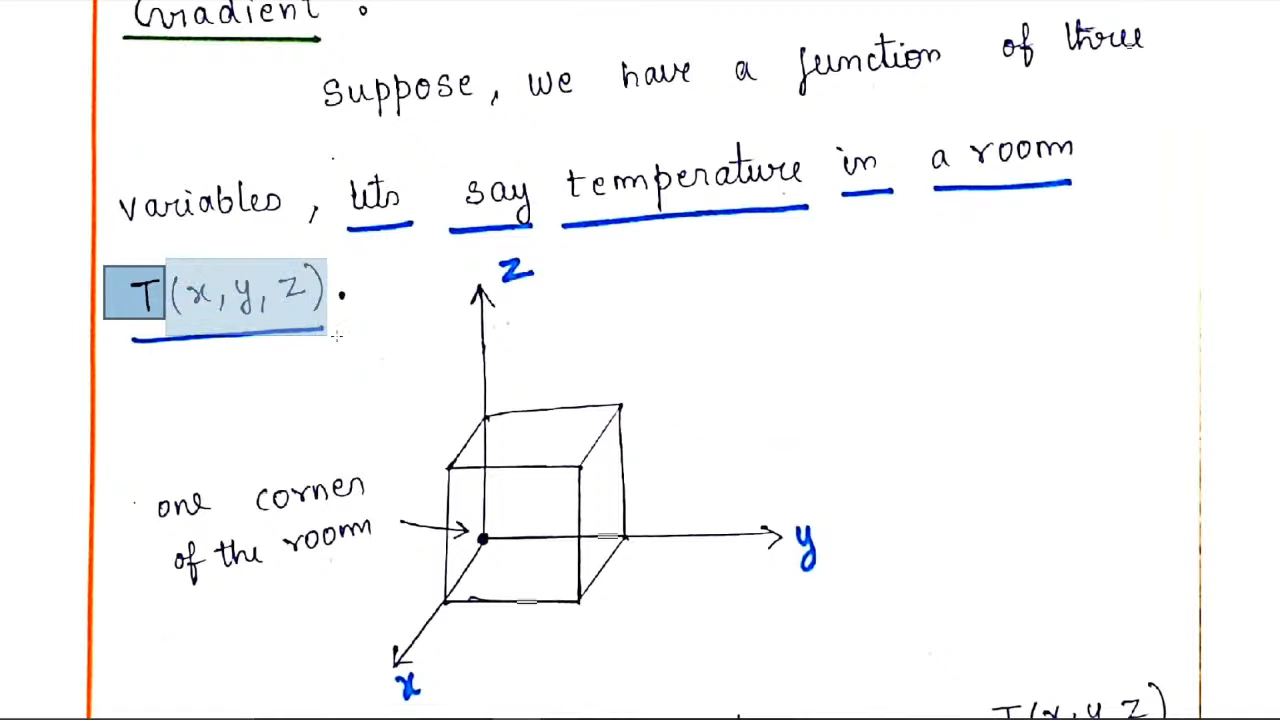 Gradient :
Suppose, we have a function of three
variables, lets say temperature in a room
T(x, y, z).
z
one corner
of the room
y
x
T(x, y, z)